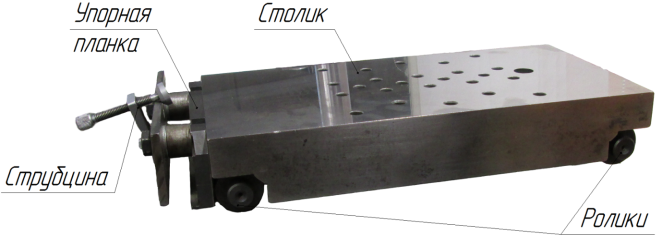 Упорная
планка
Столик
Струбцина
Ролики